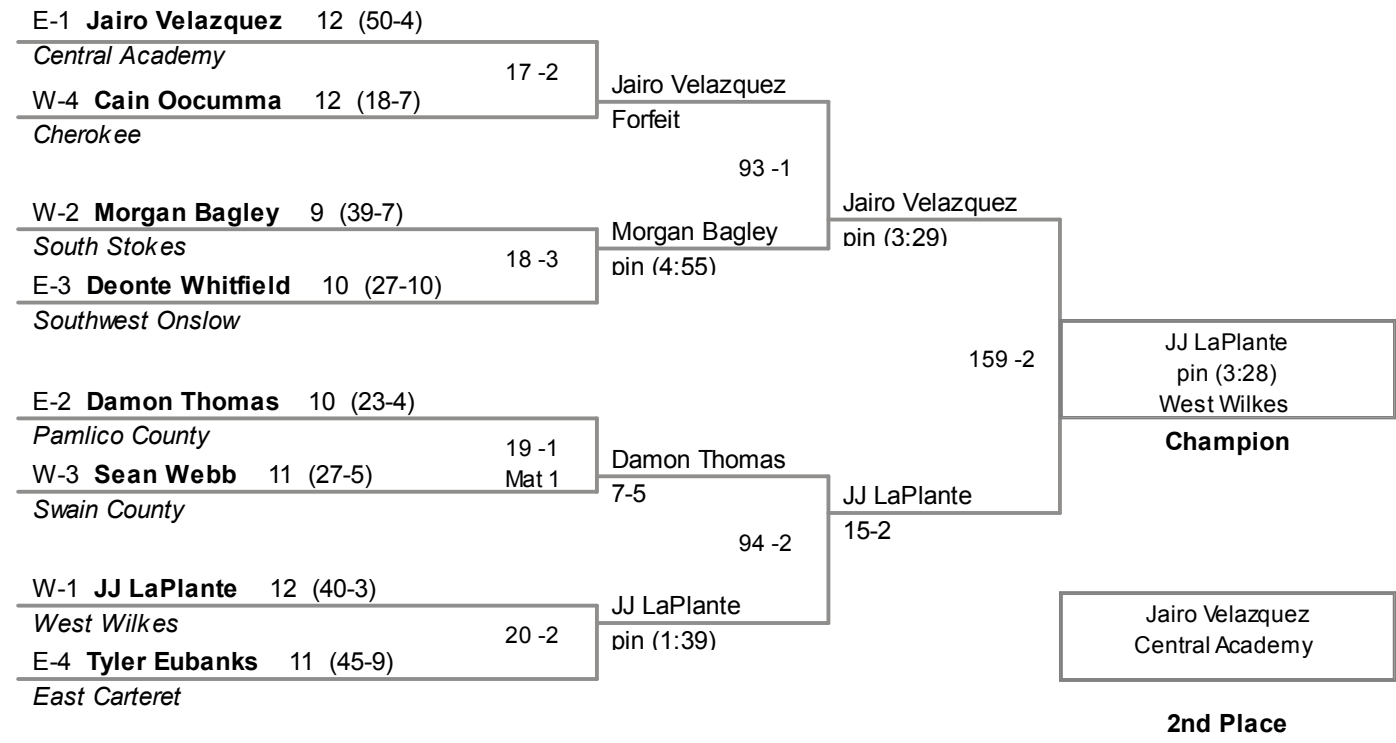 E-1 Jairo Velazquez 12 (50-4)
Central Academy
17 -2
W-4 Cain Oocumma 12 (18-7)
Cherokee
Jairo Velazquez
Forfeit
93 -1
W-2 Morgan Bagley 9 (39-7)
South Stokes
18 -3
E-3 Deonte Whitfield 10 (27-10)
Southwest Onslow
Morgan Bagley
pin (4:55)
Jairo Velazquez
pin (3:29)
159 -2
E-2 Damon Thomas 10 (23-4)
Pamlico County
19 -1
Mat 1
W-3 Sean Webb 11 (27-5)
Swain County
Damon Thomas
7-5
94 -2
JJ LaPlante
15-2
W-1 JJ LaPlante 12 (40-3)
West Wilkes
20 -2
E-4 Tyler Eubanks 11 (45-9)
East Carteret
JJ LaPlante
pin (1:39)
JJ LaPlante
pin (3:28)
West Wilkes
Champion
Jairo Velazquez
Central Academy
2nd Place